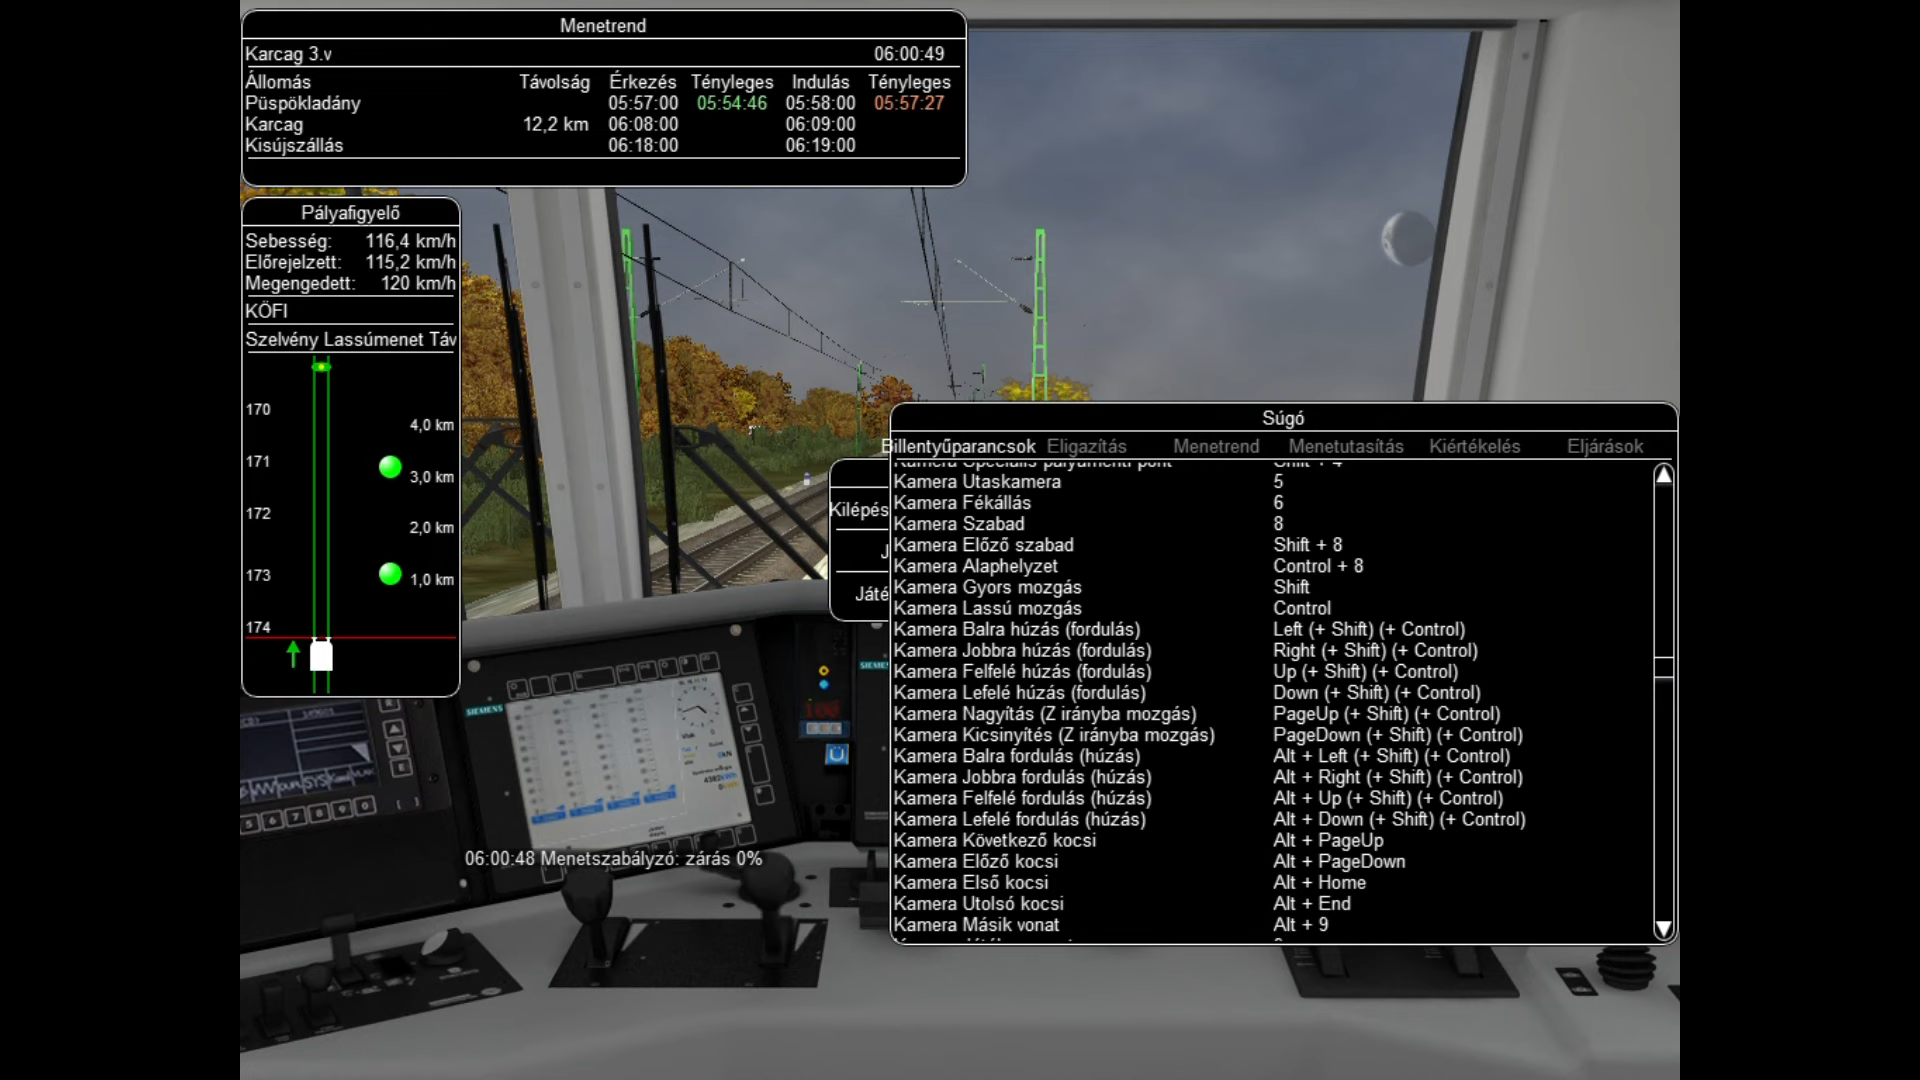 Menetrend
Karcag 3.v 06:00:49
Állomás Távolság Érkezés Tényleges Indulás Tényleges
Püspökladány 05:57:00 05:54:46 05:58:00 05:57:27
Karcag 12,2 km 06:08:00 06:09:00
Kisújszállás 06:18:00 06:19:00
Pályafigyelő
Sebesség: 116,4 km/h
Előrejelzett: 115,2 km/h
Megengedett: 120 km/h
KÖFI
Szelvény Lassúmenet Táv
170
4,0 km
171
3,0 km
172
2,0 km
173
1,0 km
174
Kilépés
J
Játé
Súgó
Billentyűparancsok Eligazítás Menetrend Menetutasítás Kiértékelés Eljárások
Kamera Speciális pályamenti pont Shift + 4
Kamera Utaskamera 5
Kamera Fékállás 6
Kamera Szabad 8
Kamera Előző szabad Shift + 8
Kamera Alaphelyzet Control + 8
Kamera Gyors mozgás Shift
Kamera Lassú mozgás Control
Kamera Balra húzás (fordulás) Left (+ Shift) (+ Control)
Kamera Jobbra húzás (fordulás) Right (+ Shift) (+ Control)
Kamera Felfelé húzás (fordulás) Up (+ Shift) (+ Control)
Kamera Lefelé húzás (fordulás) Down (+ Shift) (+ Control)
Kamera Nagyítás (Z irányba mozgás) PageUp (+ Shift) (+ Control)
Kamera Kicsinyítés (Z irányba mozgás) PageDown (+ Shift) (+ Control)
Kamera Balra fordulás (húzás) Alt + Left (+ Shift) (+ Control)
Kamera Jobbra fordulás (húzás) Alt + Right (+ Shift) (+ Control)
Kamera Felfelé fordulás (húzás) Alt + Up (+ Shift) (+ Control)
Kamera Lefelé fordulás (húzás) Alt + Down (+ Shift) (+ Control)
Kamera Következő kocsi Alt + PageUp
Kamera Előző kocsi Alt + PageDown
Kamera Első kocsi Alt + Home
Kamera Utolsó kocsi Alt + End
Kamera Másik vonat Alt + 9
SIEMENS
06:00:48 Menetszabályzó: zárás 0%